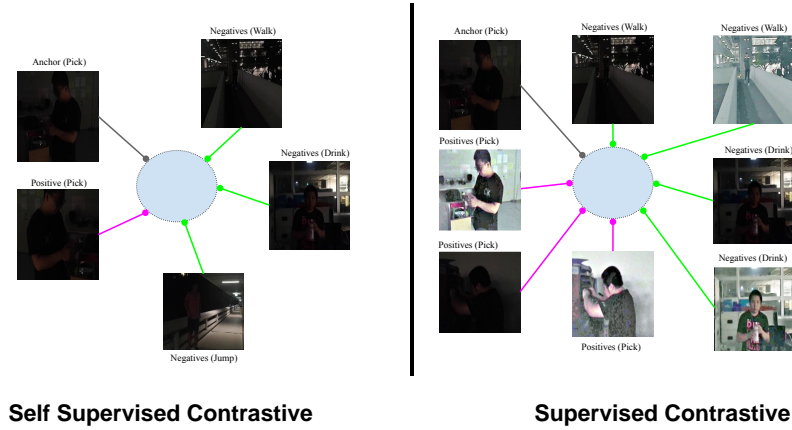 Negatives (Walk)
Anchor (Pick)
Negatives (Drink)
Positive (Pick)
Negatives (Jump)
Self Supervised Contrastive
Anchor (Pick)
Negatives (Walk)
Negatives (Walk)
Positives (Pick)
Negatives (Drink)
Positives (Pick)
Negatives (Drink)
Positives (Pick)
Supervised Contrastive